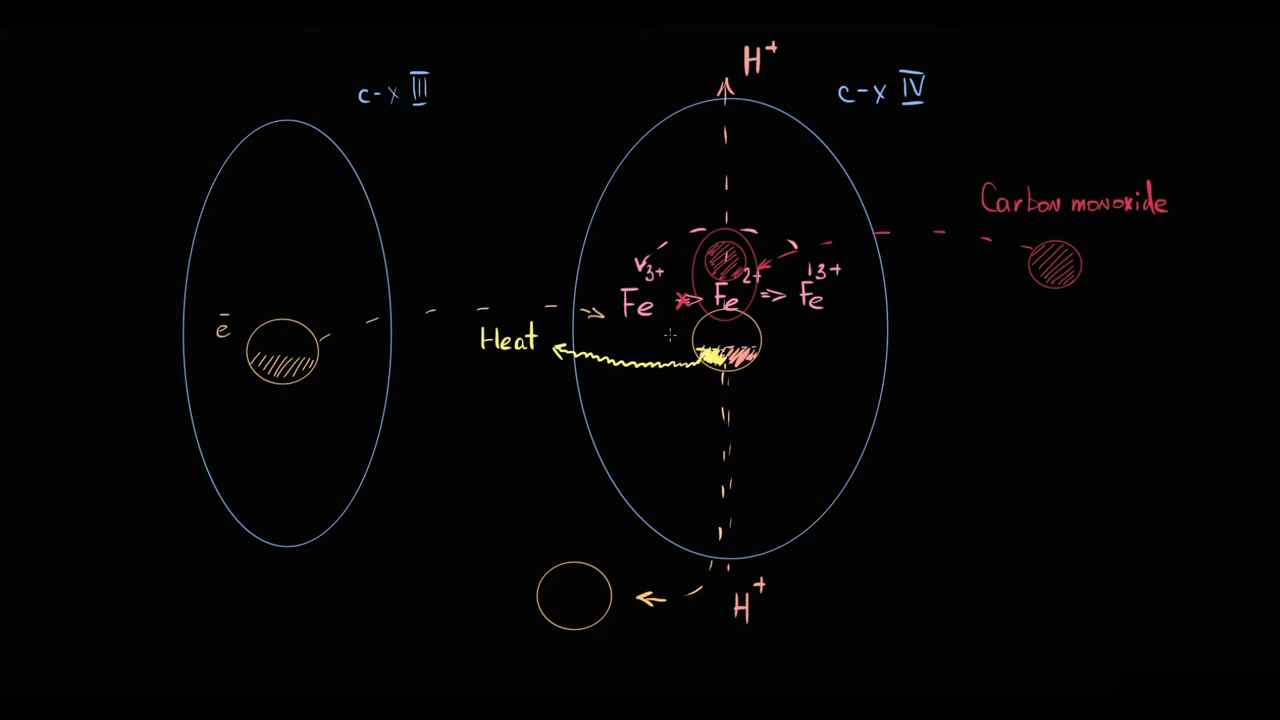 H⁺
c-x III
c-x IV
Carbon monoxide
Fe³⁺ => Fe²⁺ => Fe³⁺
ē
Heat
H⁺